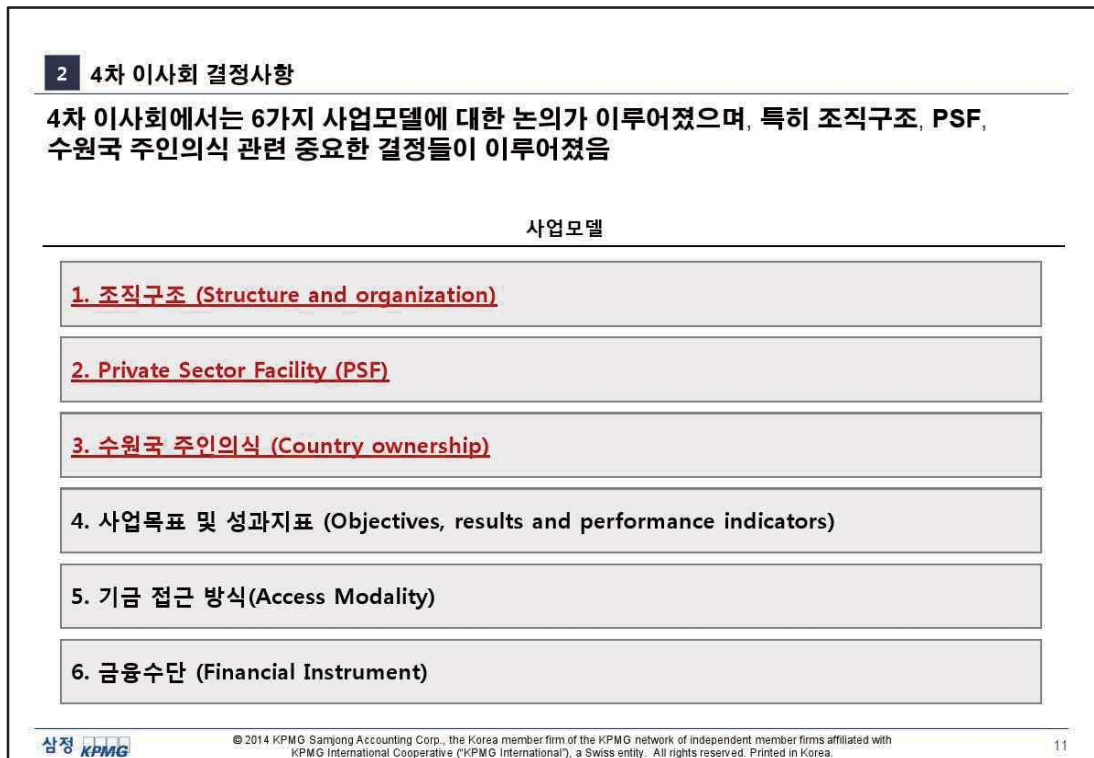 2 4차 이사회 결정사항
4차 이사회에서는 6가지 사업모델에 대한 논의가 이루어졌으며, 특히 조직구조, PSF,
수원국 주인의식 관련 중요한 결정들이 이루어졌음
사업모델
1. 조직구조 (Structure and organization)
2. Private Sector Facility (PSF)
3. 수원국 주인의식 (Country ownership)
4. 사업목표 및 성과지표 (Objectives, results and performance indicators)
5. 기금 접근 방식(Access Modality)
6. 금융수단 (Financial Instrument)
삼정 KPMG
© 2014 KPMG Samjong Accounting Corp., the Korea member firm of the KPMG network of independent member firms affiliated with
KPMG International Cooperative (“KPMG International”), a Swiss entity. All rights reserved. Printed in Korea.
11